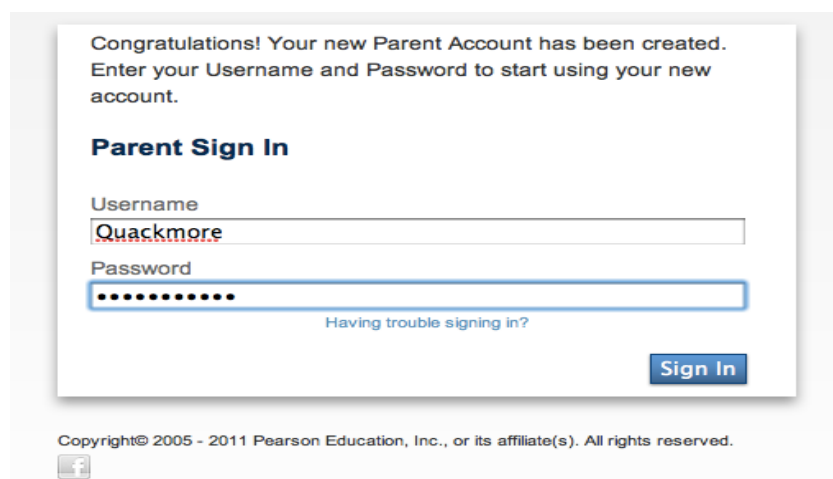 Congratulations! Your new Parent Account has been created.
Enter your Username and Password to start using your new
account.
Parent Sign In
Username
Quackmore
Password
•••••••••••
Having trouble signing in?
Sign In
Copyright© 2005 - 2011 Pearson Education, Inc., or its affiliate(s). All rights reserved.
f